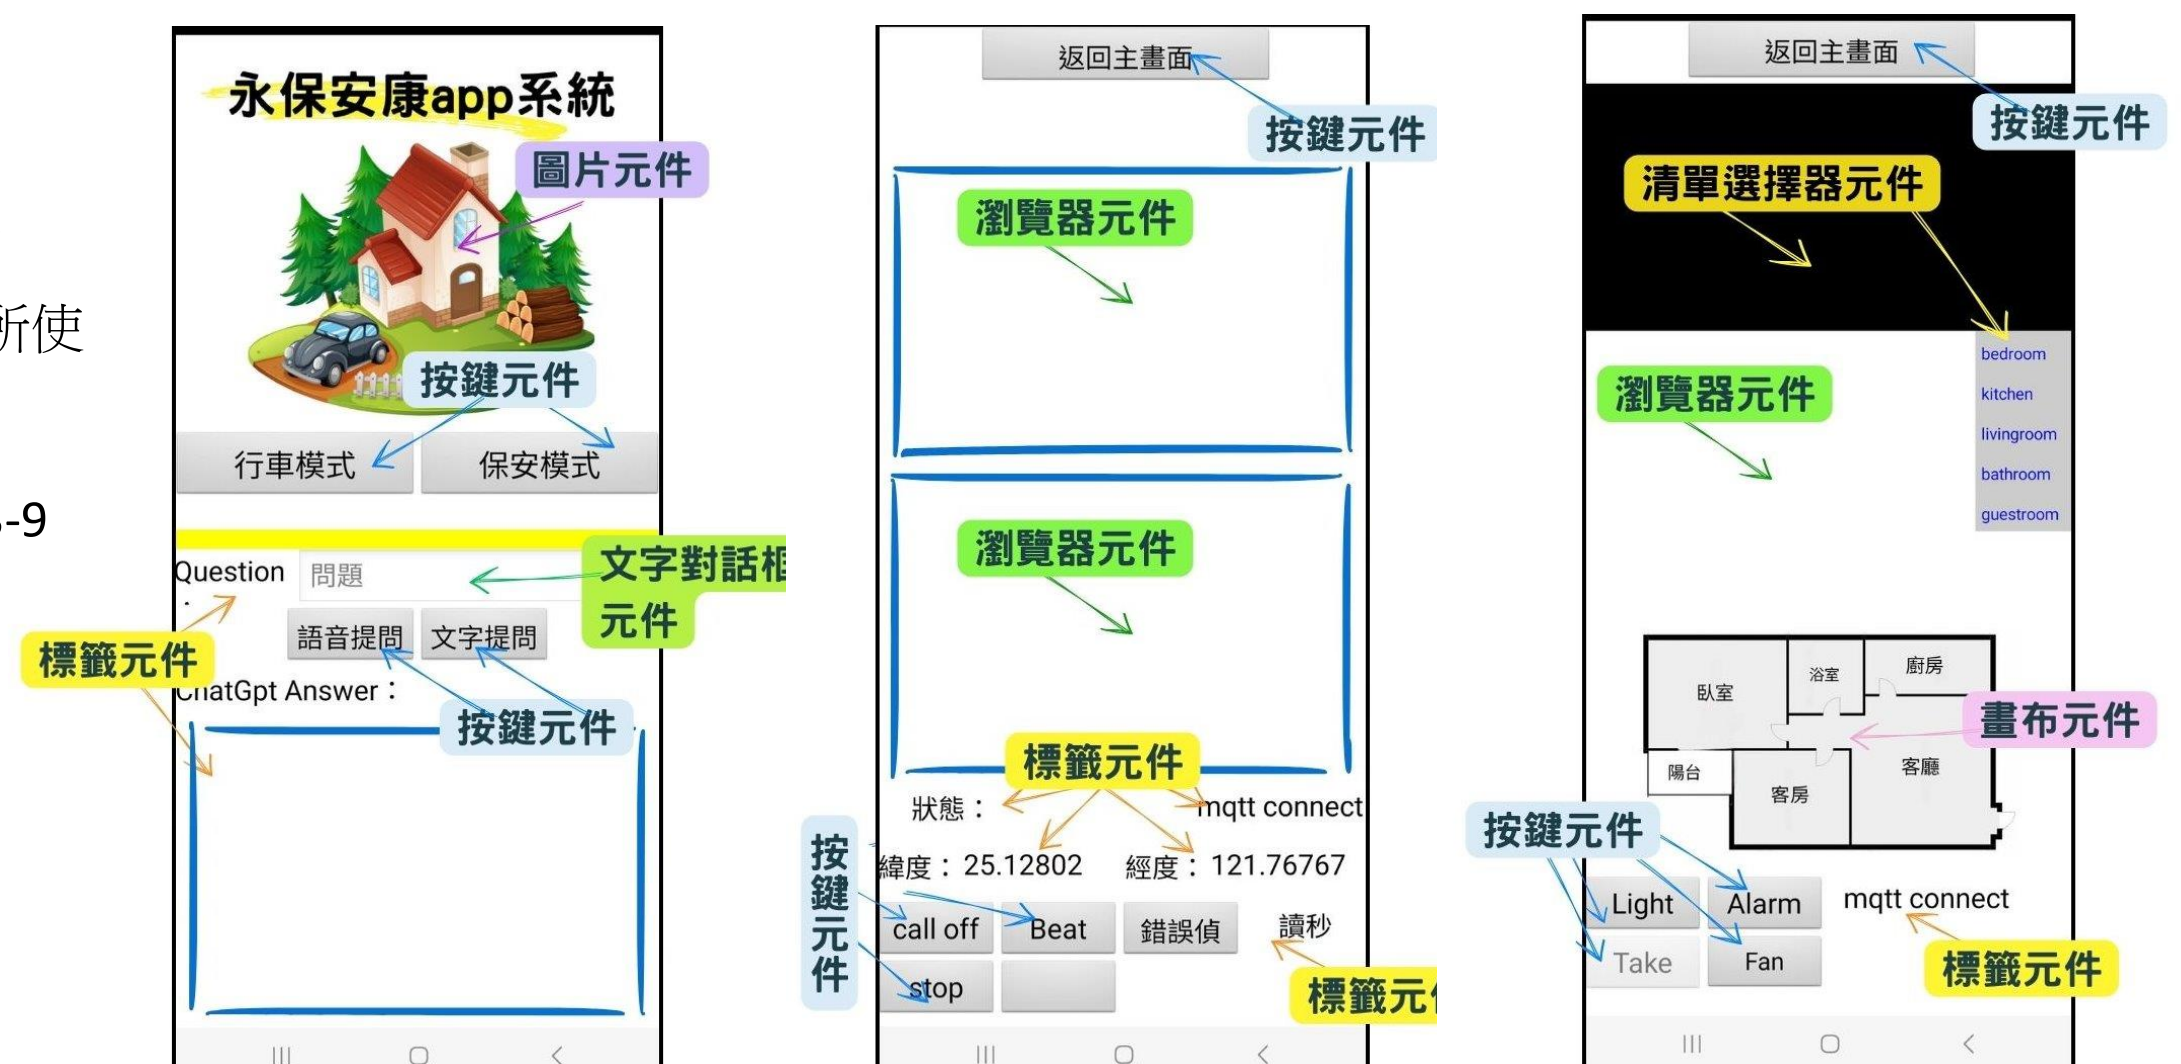 所使
-9
永保安康app系統
圖片元件
按鍵元件
行車模式
保安模式
Question
:
問題
文字對話框
元件
語音提問
文字提問
標籤元件
ChatGpt Answer：
按鍵元件
返回主畫面
按鍵元件
瀏覽器元件
瀏覽器元件
標籤元件
狀態：
mqtt connect
緯度：25.12802
經度：121.76767
按鍵元件
call off
Beat
錯誤偵
讀秒
stop
標籤元件
返回主畫面
按鍵元件
清單選擇器元件
bedroom
kitchen
livingroom
bathroom
guestroom
瀏覽器元件
臥室
浴室
廚房
畫布元件
陽台
客房
客廳
按鍵元件
Light
Alarm
mqtt connect
Take
Fan
標籤元件